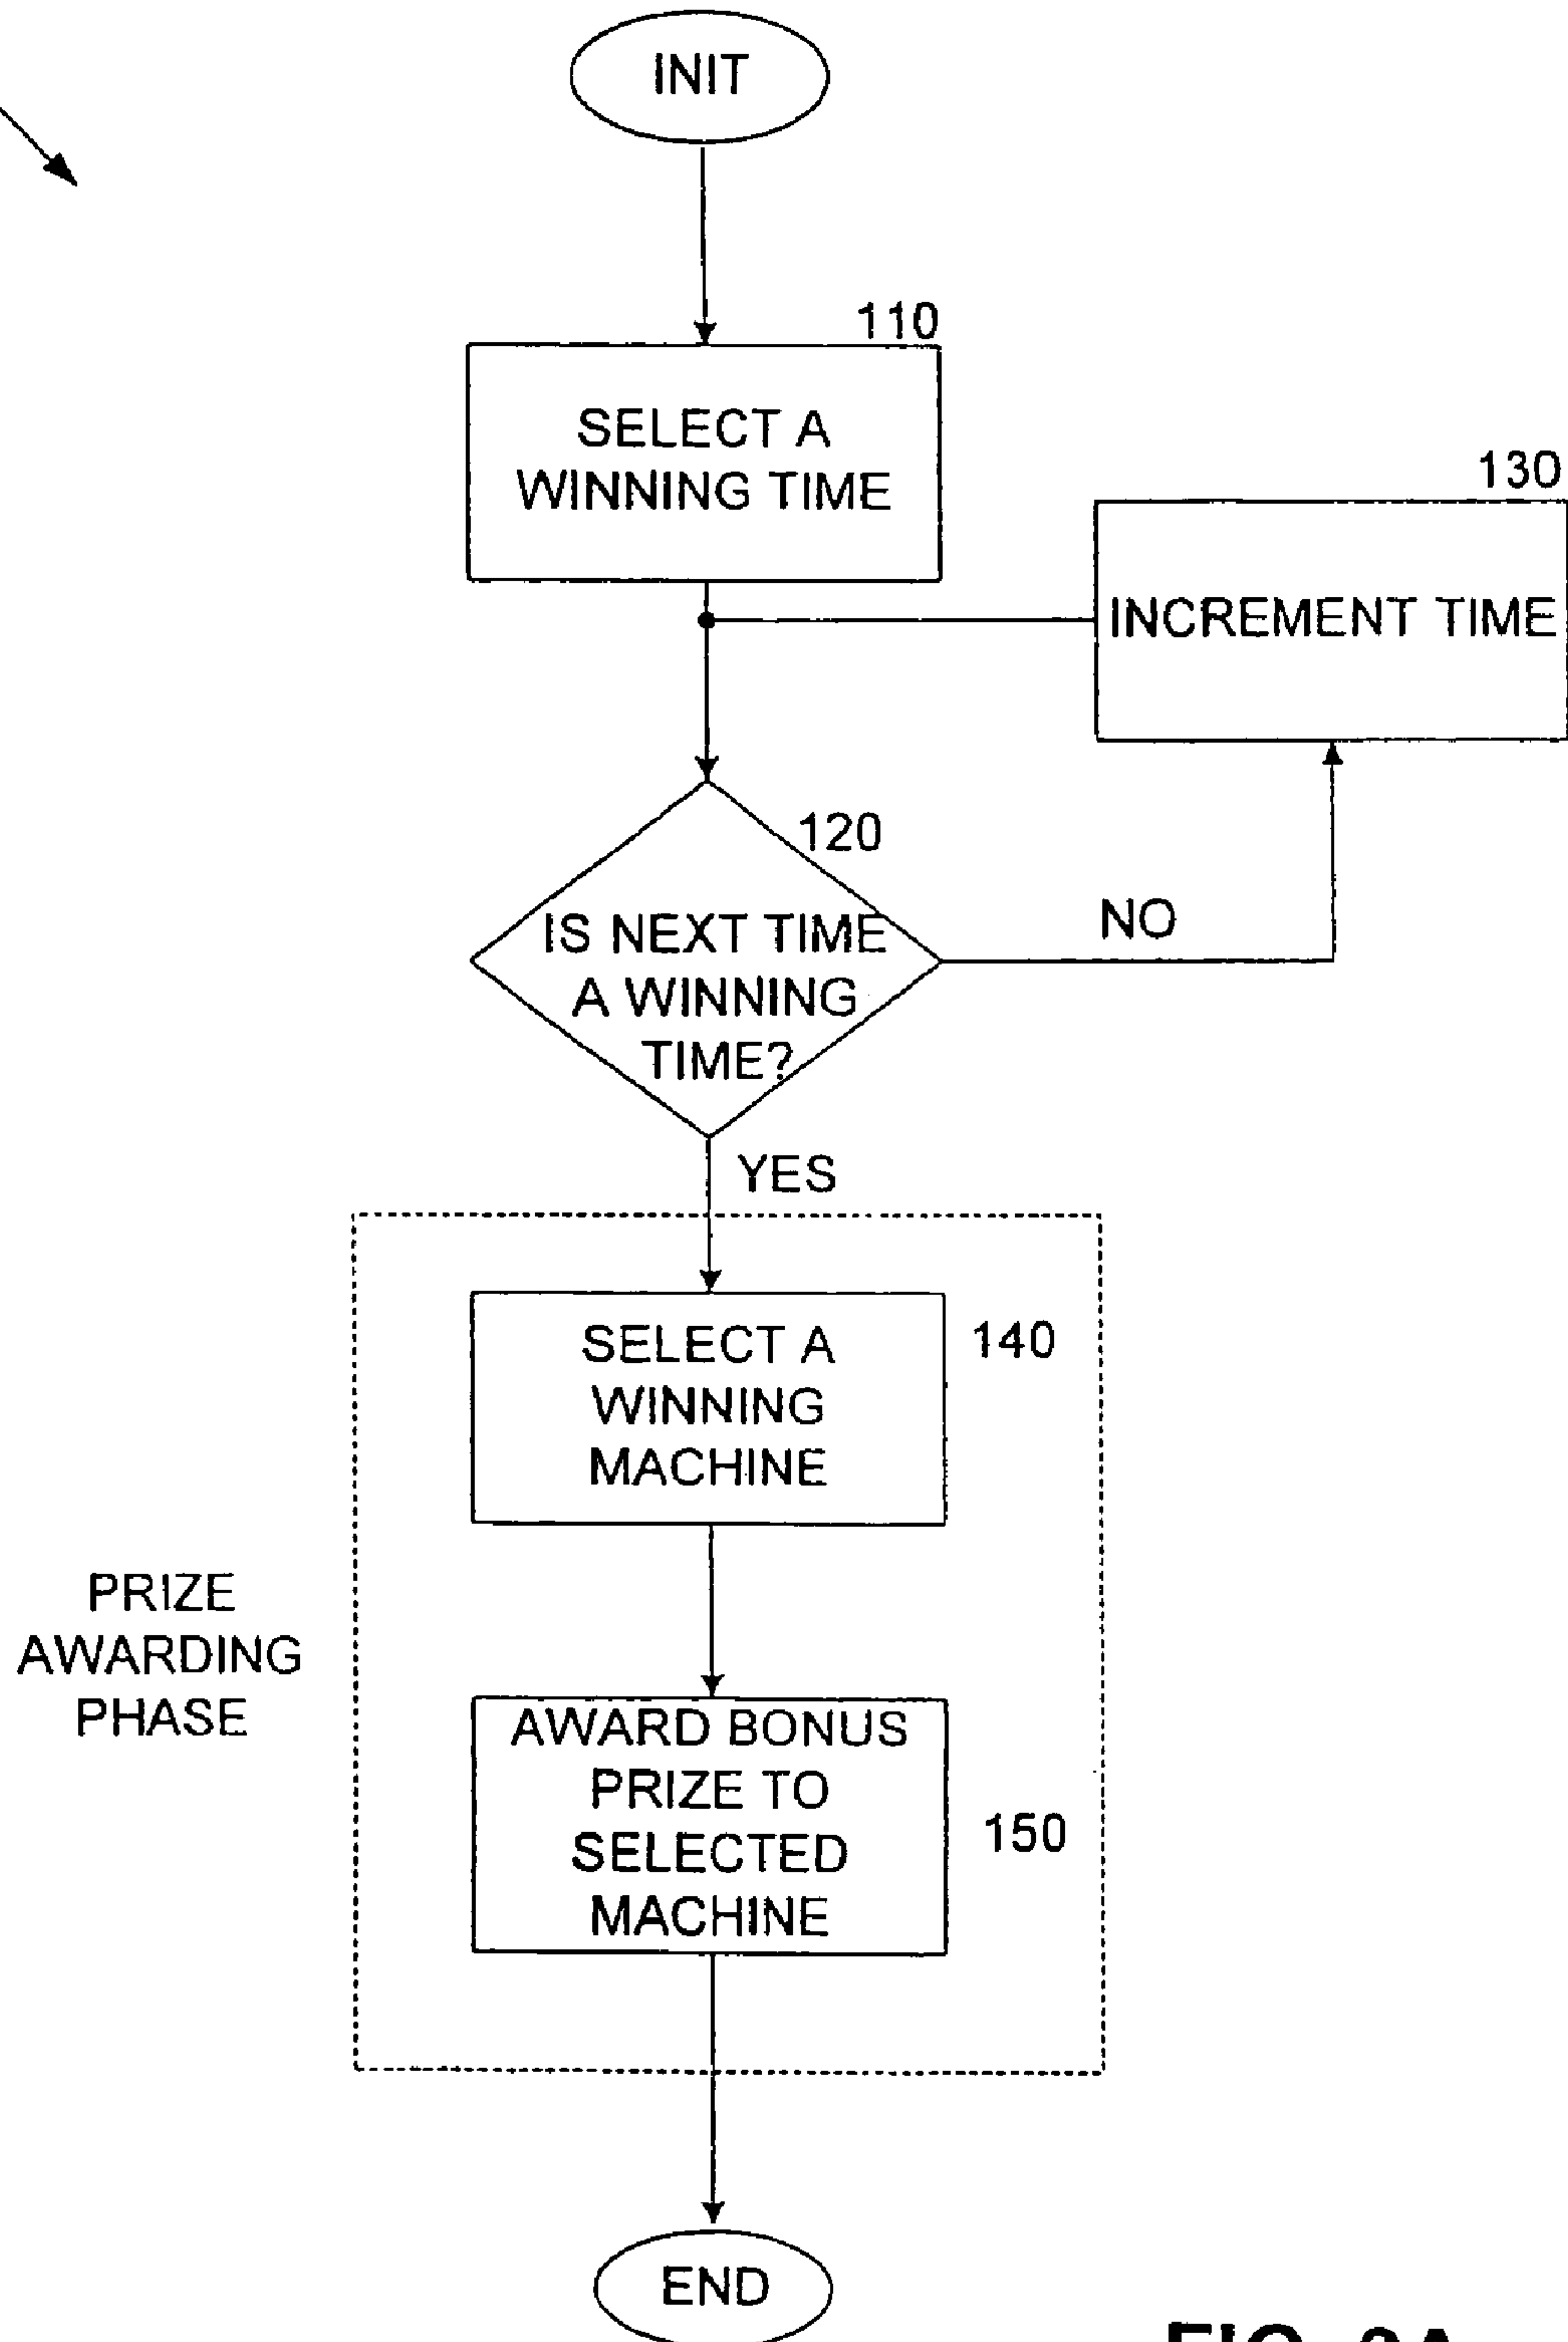 INIT
110
SELECT A
WINNING TIME
130
INCREMENT TIME
120
IS NEXT TIME
A WINNING
TIME?
NO
YES
SELECT A
WINNING
MACHINE
140
PRIZE
AWARDING
PHASE
AWARD BONUS
PRIZE TO
SELECTED
MACHINE
150
END